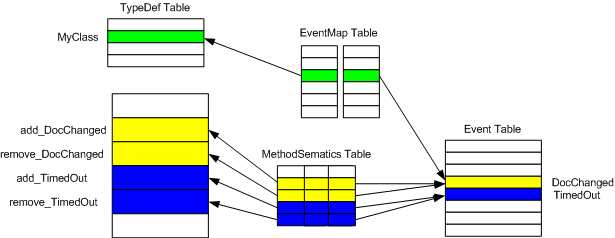 TypeDef Table
MyClass
EventMap Table
Event Table
add_DocChanged
remove_DocChanged
MethodSematics Table
add_TimedOut
DocChanged
TimedOut
remove_TimedOut